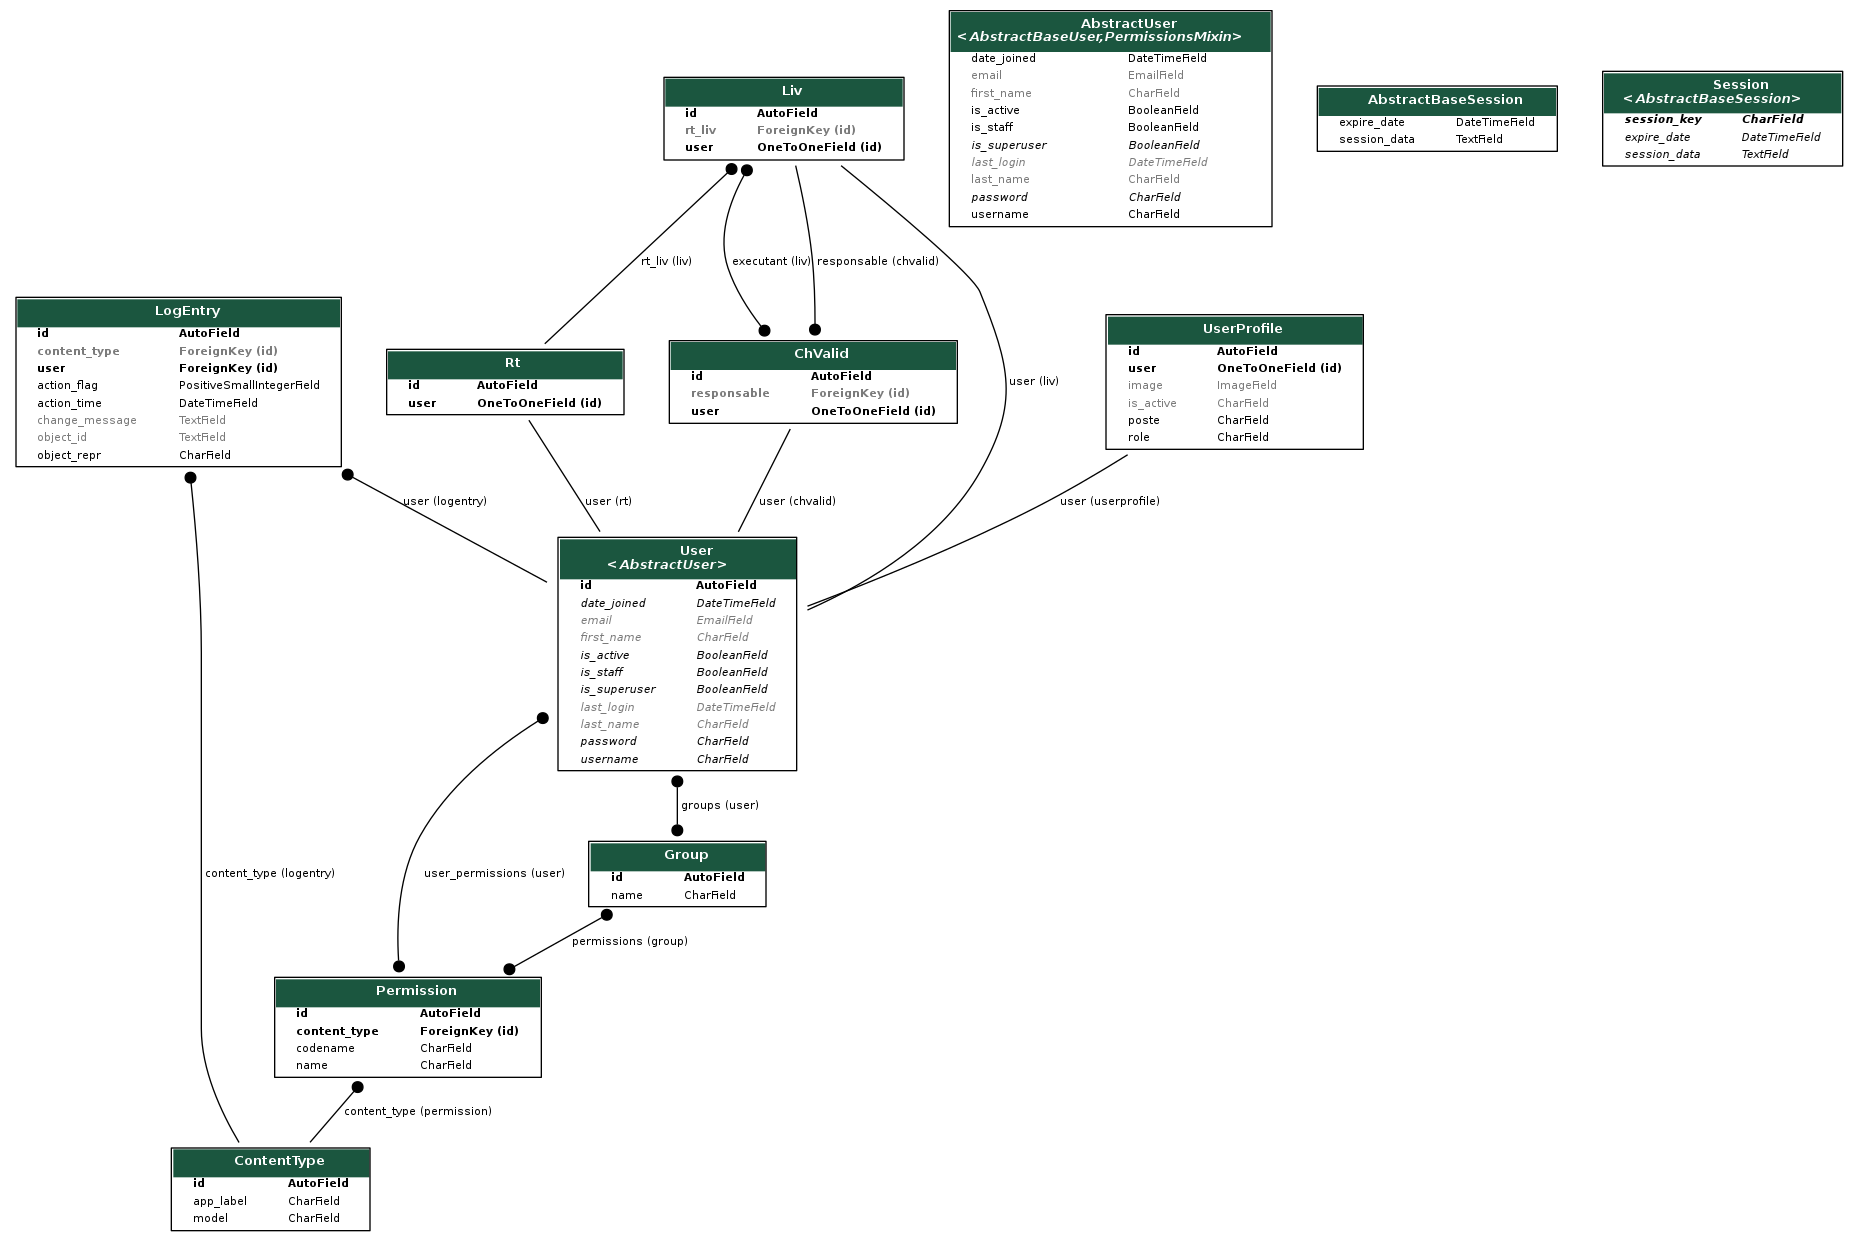 AbstractUser
<AbstractBaseUser,PermissionsMixin>
date_joined DateTimeField
email EmailField
first_name CharField
is_active BooleanField
is_staff BooleanField
is_superuser BooleanField
last_login DateTimeField
last_name CharField
password CharField
username CharField
Liv
id AutoField
rt_liv ForeignKey (id)
user OneToOneField (id)
AbstractBaseSession
expire_date DateTimeField
session_data TextField
Session
<AbstractBaseSession>
session_key CharField
expire_date DateTimeField
session_data TextField
rt_liv (liv)
executant (liv)
responsable (chvalid)
user (liv)
LogEntry
id AutoField
content_type ForeignKey (id)
user ForeignKey (id)
action_flag PositiveSmallIntegerField
action_time DateTimeField
change_message TextField
object_id TextField
object_repr CharField
Rt
id AutoField
user OneToOneField (id)
ChValid
id AutoField
responsable ForeignKey (id)
user OneToOneField (id)
UserProfile
id AutoField
user OneToOneField (id)
image ImageField
is_active CharField
poste CharField
role CharField
user (logentry)
user (rt)
user (chvalid)
user (userprofile)
User
<AbstractUser>
id AutoField
date_joined DateTimeField
email EmailField
first_name CharField
is_active BooleanField
is_staff BooleanField
is_superuser BooleanField
last_login DateTimeField
last_name CharField
password CharField
username CharField
groups (user)
content_type (logentry)
user_permissions (user)
Group
id AutoField
name CharField
permissions (group)
Permission
id AutoField
content_type ForeignKey (id)
codename CharField
name CharField
content_type (permission)
ContentType
id AutoField
app_label CharField
model CharField